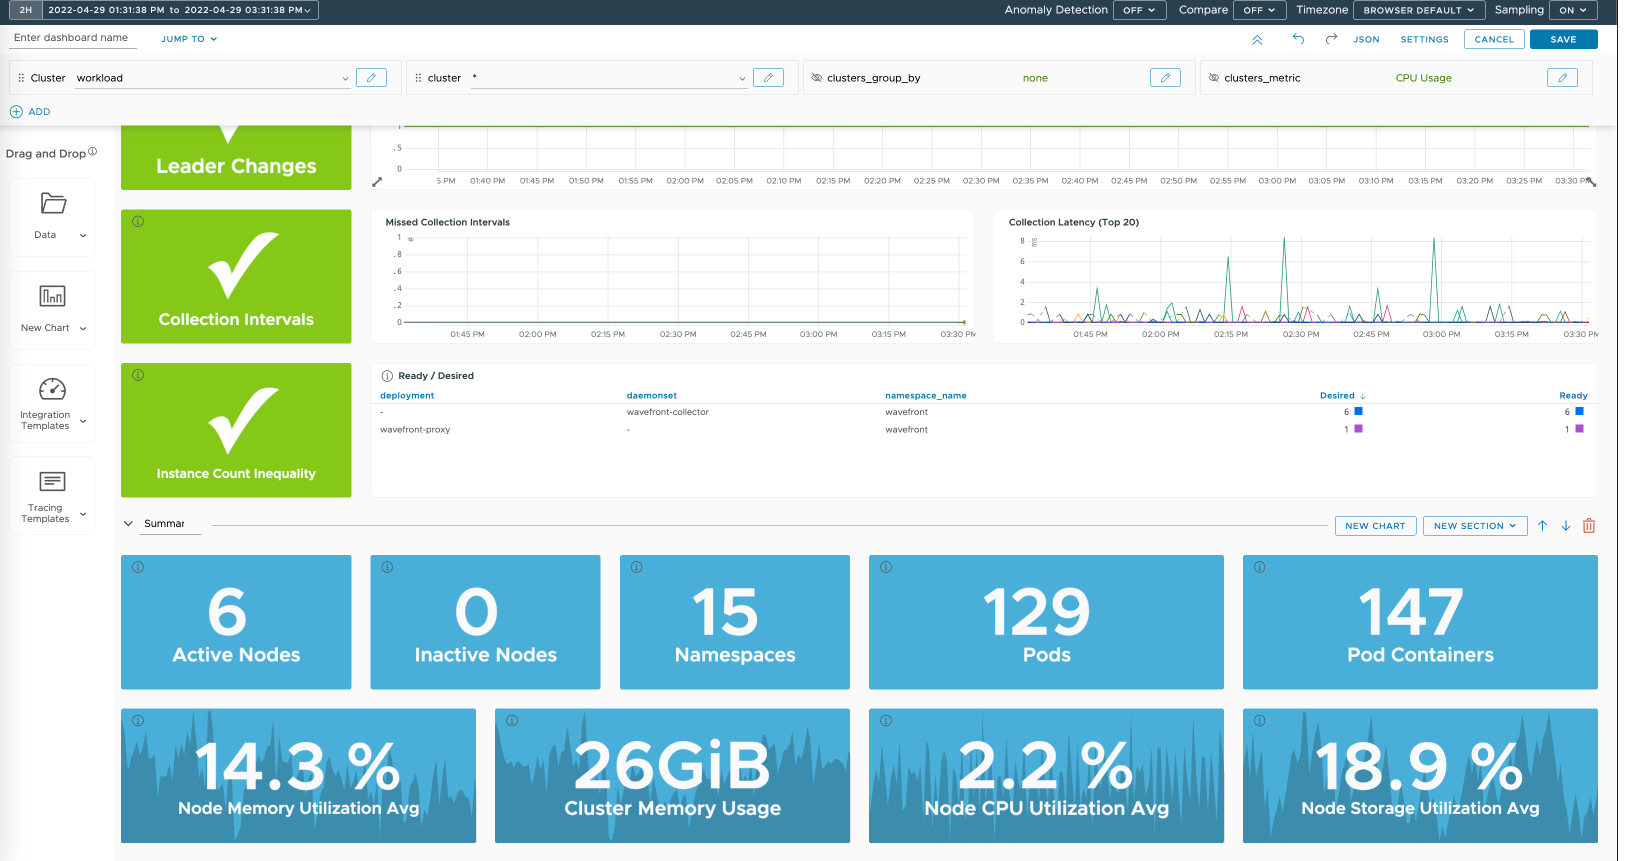 2H 2022-04-29 01:31:38 PM to 2022-04-29 03:31:38 PM Anomaly Detection OFF Compare OFF Timezone BROWSER DEFAULT Sampling ON
Enter dashboard name JUMP TO JSON SETTINGS CANCEL SAVE
Cluster workload cluster * clusters_group_by none clusters_metric CPU Usage
ADD
Drag and Drop
Data
New Chart
Integration
Templates
Tracing
Templates
Leader Changes
1
.5
0
5 PM 01:40 PM 01:45 PM 01:50 PM 01:55 PM 02:00 PM 02:05 PM 02:10 PM 02:15 PM 02:20 PM 02:25 PM 02:30 PM 02:35 PM 02:40 PM 02:45 PM 02:50 PM 02:55 PM 03:00 PM 03:05 PM 03:10 PM 03:15 PM 03:20 PM 03:25 PM 03:30 PM
Collection Intervals
Missed Collection Intervals
1
.8
.6
.4
.2
0
01:45 PM 02:00 PM 02:15 PM 02:30 PM 02:45 PM 03:00 PM 03:15 PM 03:30 PM
Collection Latency (Top 20)
8 ms
6
4
2
0
01:45 PM 02:00 PM 02:15 PM 02:30 PM 02:45 PM 03:00 PM 03:15 PM 03:30 PM
Instance Count Inequality
Ready / Desired
deployment daemonset namespace_name Desired Ready
- wavefront-collector wavefront 6 6
wavefront-proxy - wavefront 1 1
Summar NEW CHART NEW SECTION
6
Active Nodes
0
Inactive Nodes
15
Namespaces
129
Pods
147
Pod Containers
14.3 %
Node Memory Utilization Avg
26GiB
Cluster Memory Usage
2.2 %
Node CPU Utilization Avg
18.9 %
Node Storage Utilization Avg